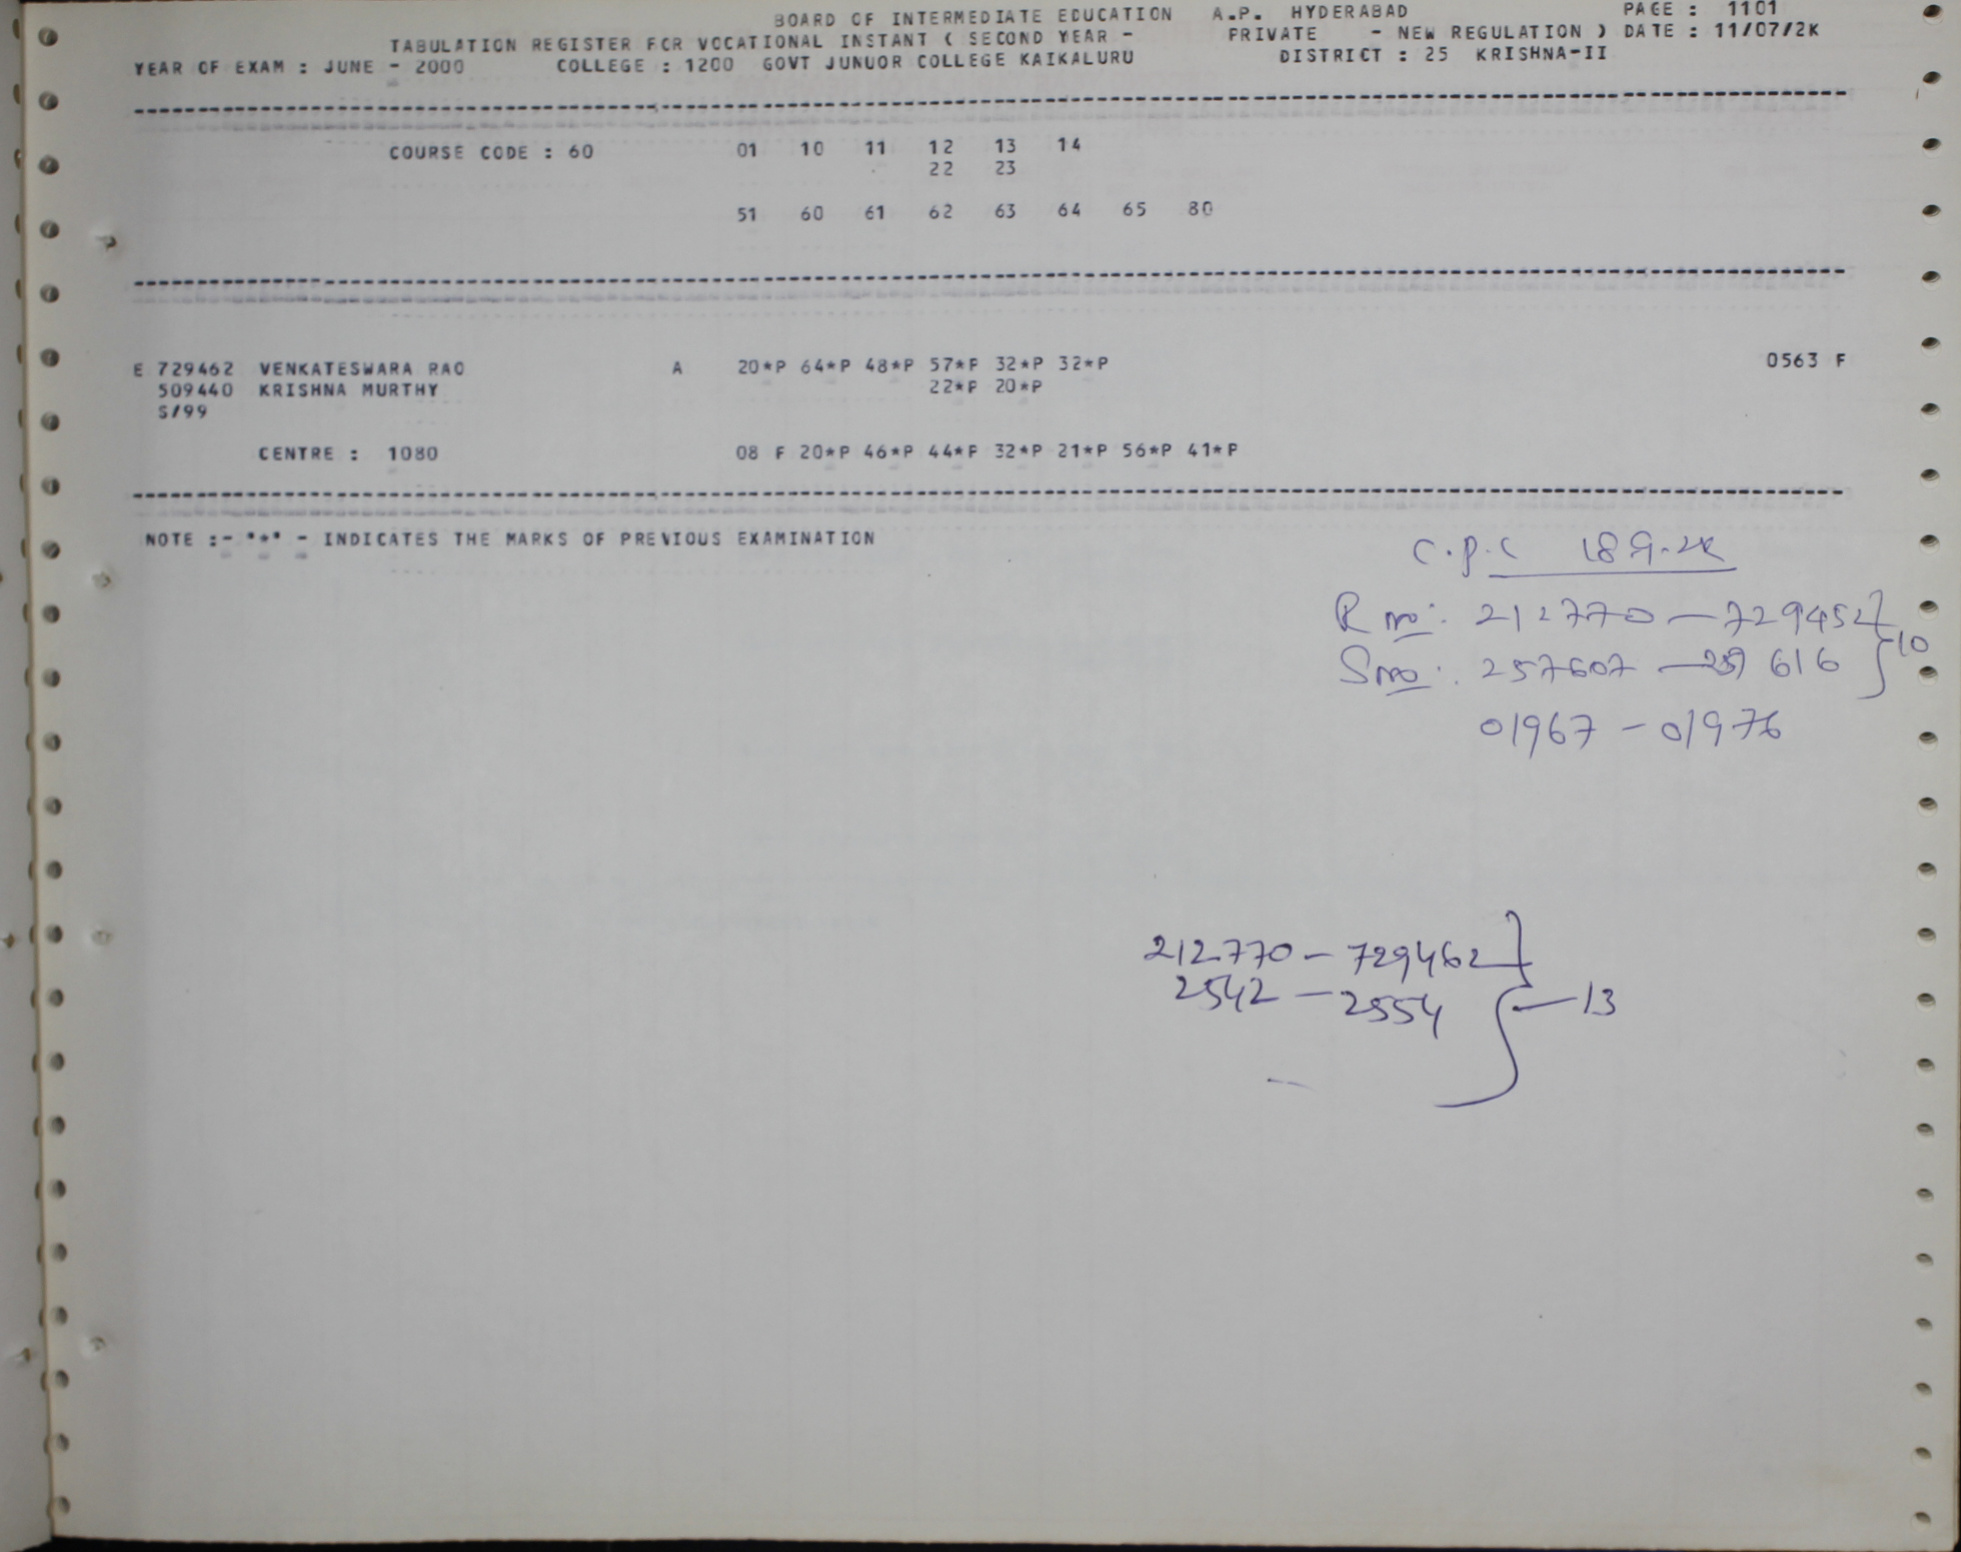 BOARD OF INTERMEDIATE EDUCATION A.P. HYDERABAD PAGE : 1101
TABULATION REGISTER FOR VOCATIONAL INSTANT ( SECOND YEAR - PRIVATE - NEW REGULATION ) DATE : 11/07/2K
YEAR OF EXAM : JUNE - 2000 COLLEGE : 1200 GOVT JUNUOR COLLEGE KAIKALURU DISTRICT : 25 KRISHNA-II
COURSE CODE : 60 01 10 11 12 13 14
22 23
51 60 61 62 63 64 65 80
E 729462 VENKATESWARA RAO A 20*P 64*P 48*P 57*P 32*P 32*P 0563 F
509440 KRISHNA MURTHY 22*P 20*P
S/99
CENTRE : 1080 08 F 20*P 46*P 44*P 32*P 21*P 56*P 41*P
NOTE :- "*" - INDICATES THE MARKS OF PREVIOUS EXAMINATION
C.P.C 189.2K
R no: 212770 - 729452
10
S no: 257607 - 616
01967 - 01976
212770 - 729462
2542 - 2554 - 13